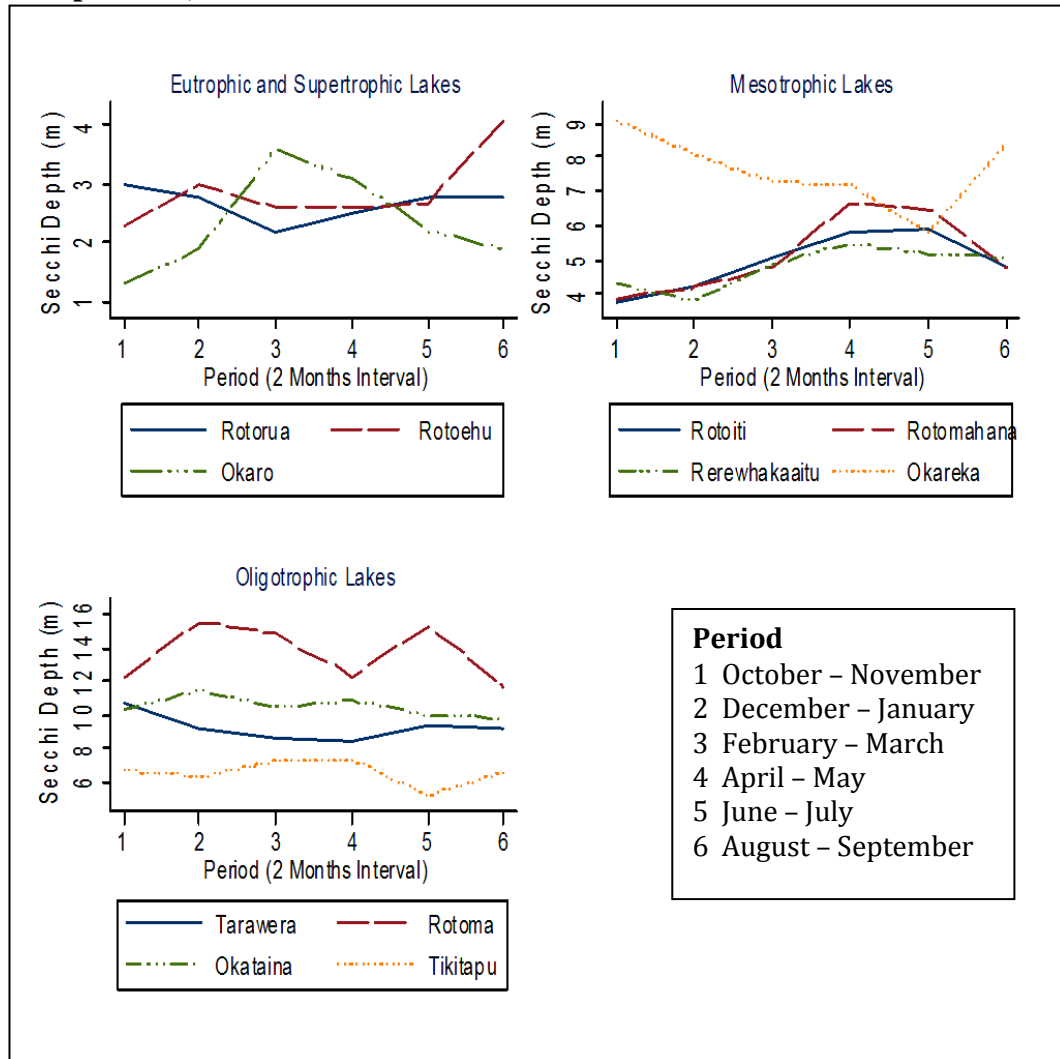 Eutrophic and Supertrophic Lakes
Secchi Depth (m)
4
3
2
1
1 2 3 4 5 6
Period (2 Months Interval)
Rotorua Rotoehu
Okaro
Mesotrophic Lakes
Secchi Depth (m)
9
8
7
6
5
4
1 2 3 4 5 6
Period (2 Months Interval)
Rotoiti Rotomahana
Rerewhakaaitu Okareka
Oligotrophic Lakes
Secchi Depth (m)
16
14
12
10
8
6
1 2 3 4 5 6
Period (2 Months Interval)
Tarawera Rotoma
Okataina Tikitapu
Period
1 October – November
2 December – January
3 February – March
4 April – May
5 June – July
6 August – September